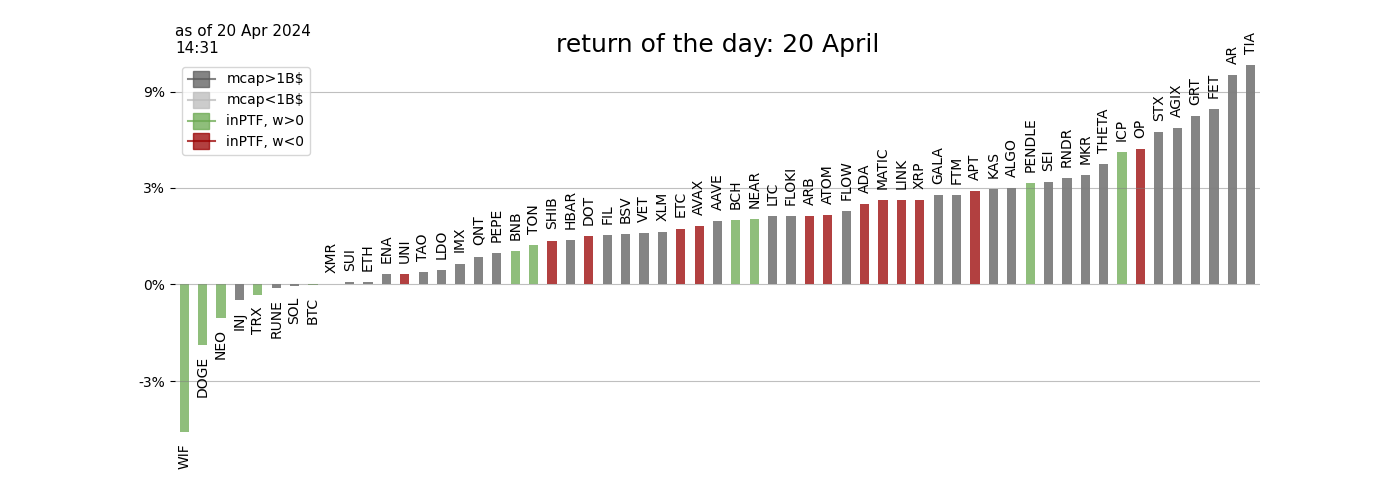 as of 20 Apr 2024
14:31
return of the day: 20 April
mcap>1B$
mcap<1B$
inPTF, w>0
inPTF, w<0
9%
3%
0%
-3%
WIF
DOGE
NEO
INJ
TRX
RUNE
SOL
BTC
XMR
SUI
ETH
ENA
UNI
TAO
LDO
IMX
QNT
PEPE
BNB
TON
SHIB
HBAR
DOT
FIL
BSV
VET
XLM
ETC
AVAX
AAVE
BCH
NEAR
LTC
FLOKI
ARB
ATOM
FLOW
ADA
MATIC
LINK
XRP
GALA
FTM
APT
KAS
ALGO
PENDLE
SEI
RNDR
MKR
THETA
ICP
OP
STX
AGIX
GRT
FET
AR
TIA